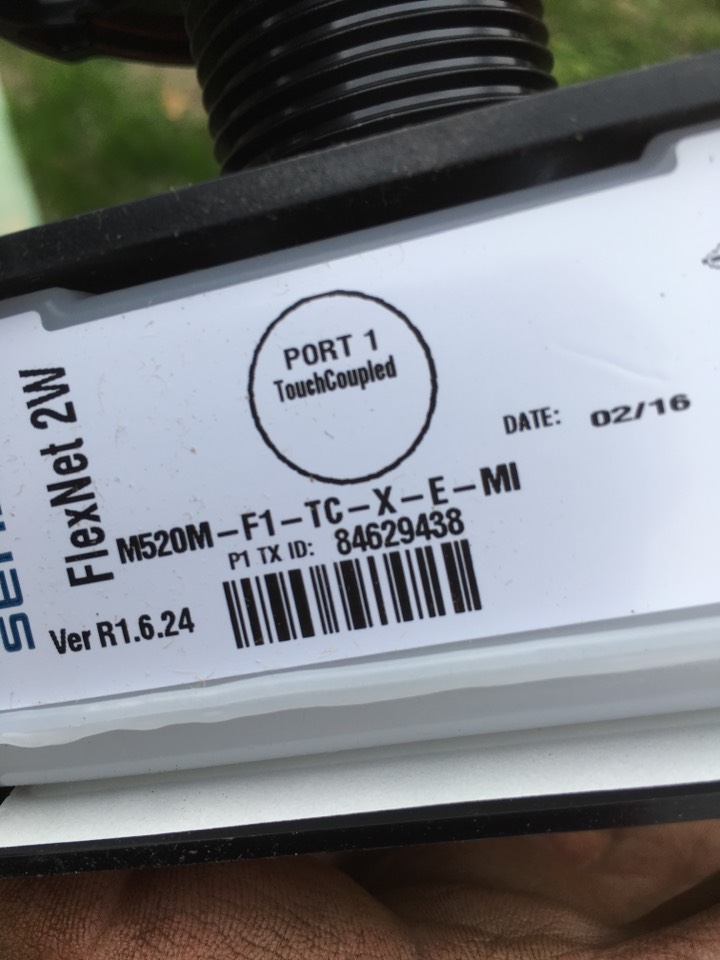 FlexNet 2W
PORT 1
TouchCoupled
DATE: 02/16
M520M-F1-TC-X-E-MI
P1 TX ID: 84629438
Ver R1.6.24